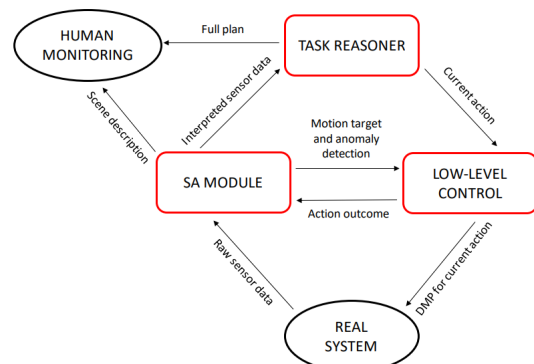 HUMAN
MONITORING
Full plan
TASK REASONER
Scene description
Interpreted sensor data
Current action
Motion target
and anomaly
detection
SA MODULE
LOW-LEVEL
CONTROL
Action outcome
Raw sensor data
DMP for current action
REAL
SYSTEM